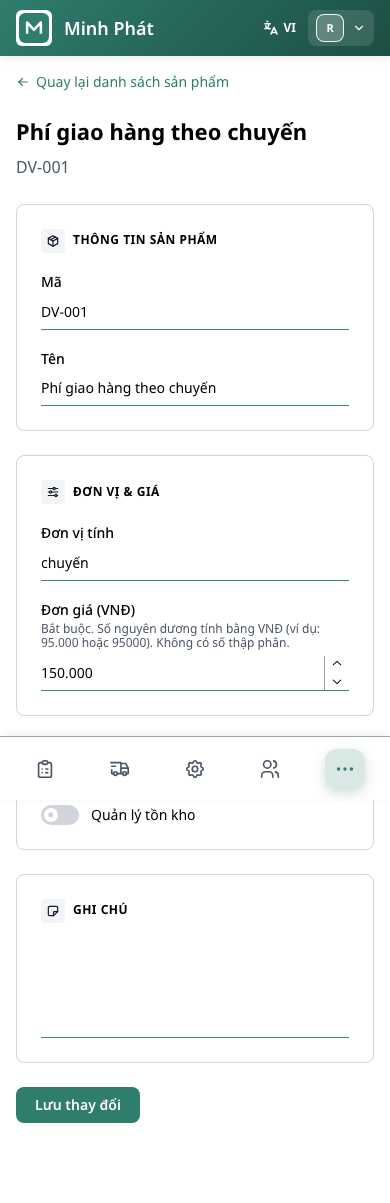 Minh Phát
VI
R
Quay lại danh sách sản phẩm
Phí giao hàng theo chuyến
DV-001
THÔNG TIN SẢN PHẨM
Mã
DV-001
Tên
Phí giao hàng theo chuyến
ĐƠN VỊ & GIÁ
Đơn vị tính
chuyến
Đơn giá (VNĐ)
Bắt buộc. Số nguyên dương tính bằng VNĐ (ví dụ:
95.000 hoặc 95000). Không có số thập phân.
150.000
Quản lý tồn kho
GHI CHÚ
Lưu thay đổi